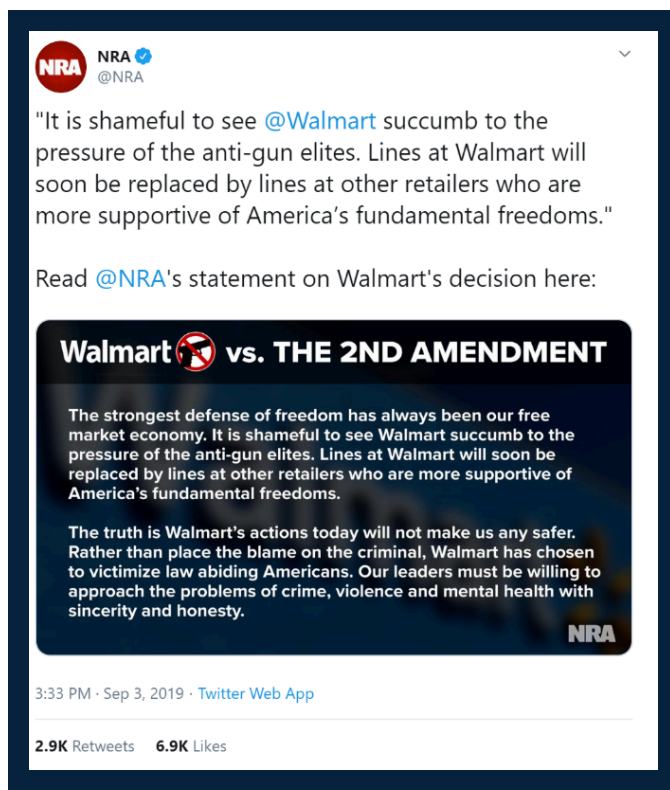 NRA
NRA
@NRA
"It is shameful to see @Walmart succumb to the
pressure of the anti-gun elites. Lines at Walmart will
soon be replaced by lines at other retailers who are
more supportive of America’s fundamental freedoms."
Read @NRA's statement on Walmart's decision here:
Walmart vs. THE 2ND AMENDMENT
The strongest defense of freedom has always been our free
market economy. It is shameful to see Walmart succumb to the
pressure of the anti-gun elites. Lines at Walmart will soon be
replaced by lines at other retailers who are more supportive of
America’s fundamental freedoms.
The truth is Walmart’s actions today will not make us any safer.
Rather than place the blame on the criminal, Walmart has chosen
to victimize law abiding Americans. Our leaders must be willing to
approach the problems of crime, violence and mental health with
sincerity and honesty.
NRA
3:33 PM · Sep 3, 2019 · Twitter Web App
2.9K Retweets 6.9K Likes